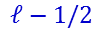 ℓ − 1/2